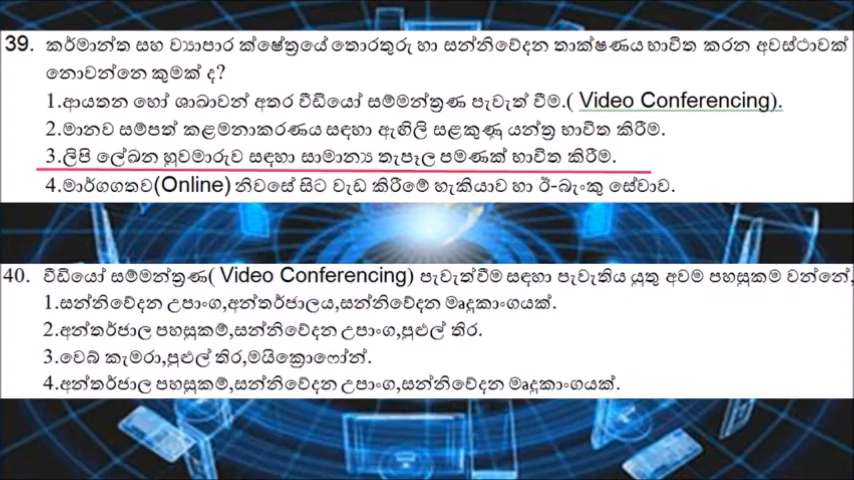 39. කර්මාන්ත සහ ව්‍යාපාර ක්ෂේත්‍රයේ තොරතුරු හා සන්නිවේදන තාක්ෂණය භාවිත කරන අවස්ථාවක්
නොවන්නෙ කුමක් ද?
1.ආයතන හෝ ශාඛාවන් අතර වීඩියෝ සම්මන්ත්‍රණ පැවැත් වීම.( Video Conferencing).
2.මානව සම්පත් කළමනාකරණය සඳහා ඇඟිලි සළකුණු යන්ත්‍ර භාවිත කිරීම.
3.ලිපි ලේඛන හුවමාරුව සඳහා සාමාන්‍ය තැපෑල පමණක් භාවිත කිරීම.
4.මාර්ගගතව(Online) නිවසේ සිට වැඩ කිරීමේ හැකියාව හා ඊ-බැංකු සේවාව.
40. වීඩියෝ සම්මන්ත්‍රණ( Video Conferencing) පැවැත්වීම සඳහා පැවැතිය යුතු අවම පහසුකම වන්නේ,
1.සන්නිවේදන උපාංග,අන්තර්ජාලය,සන්නිවේදන මෘදුකාංගයක්.
2.අන්තර්ජාල පහසුකම්,සන්නිවේදන උපාංග,පුළුල් තිර.
3.වෙබ් කැමරා,පුළුල් තිර,මයික්‍රොෆෝන්.
4.අන්තර්ජාල පහසුකම්,සන්නිවේදන උපාංග,සන්නිවේදන මෘදුකාංගයක්.